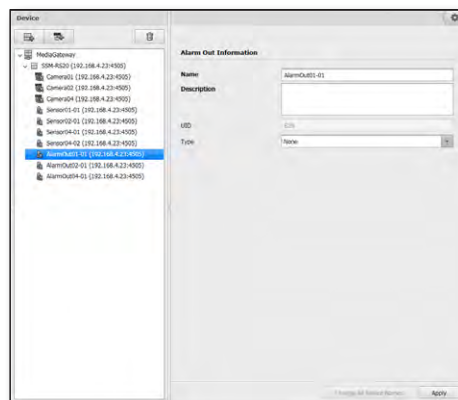 Device
MediaGateway
SSM-RS20 (192.168.4.23:4505)
Camera01 (192.168.4.23:4505)
Camera02 (192.168.4.23:4505)
Camera04 (192.168.4.23:4505)
Sensor01-01 (192.168.4.23:4505)
Sensor02-01 (192.168.4.23:4505)
Sensor04-01 (192.168.4.23:4505)
Sensor04-02 (192.168.4.23:4505)
AlarmOut01-01 (192.168.4.23:4505)
AlarmOut02-01 (192.168.4.23:4505)
AlarmOut04-01 (192.168.4.23:4505)
Alarm Out Information
Name AlarmOut01-01
Description
UID
Type None
Change All Device Names Apply